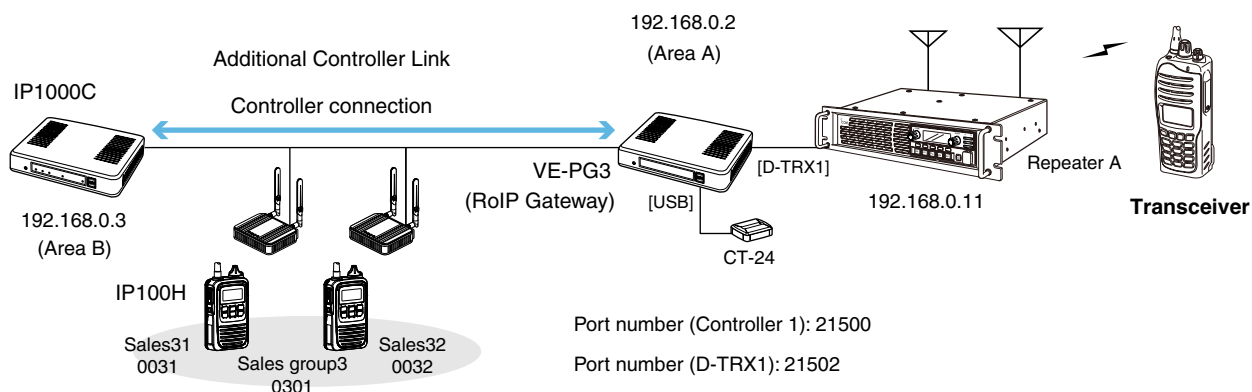 192.168.0.2
(Area A)
Additional Controller Link
IP1000C
Controller connection
VE-PG3
(RoIP Gateway)
[D-TRX1]
Repeater A
192.168.0.11
Transceiver
192.168.0.3
(Area B)
[USB]
CT-24
IP100H
Sales31
0031
Sales group3
0301
Sales32
0032
Port number (Controller 1): 21500
Port number (D-TRX1): 21502